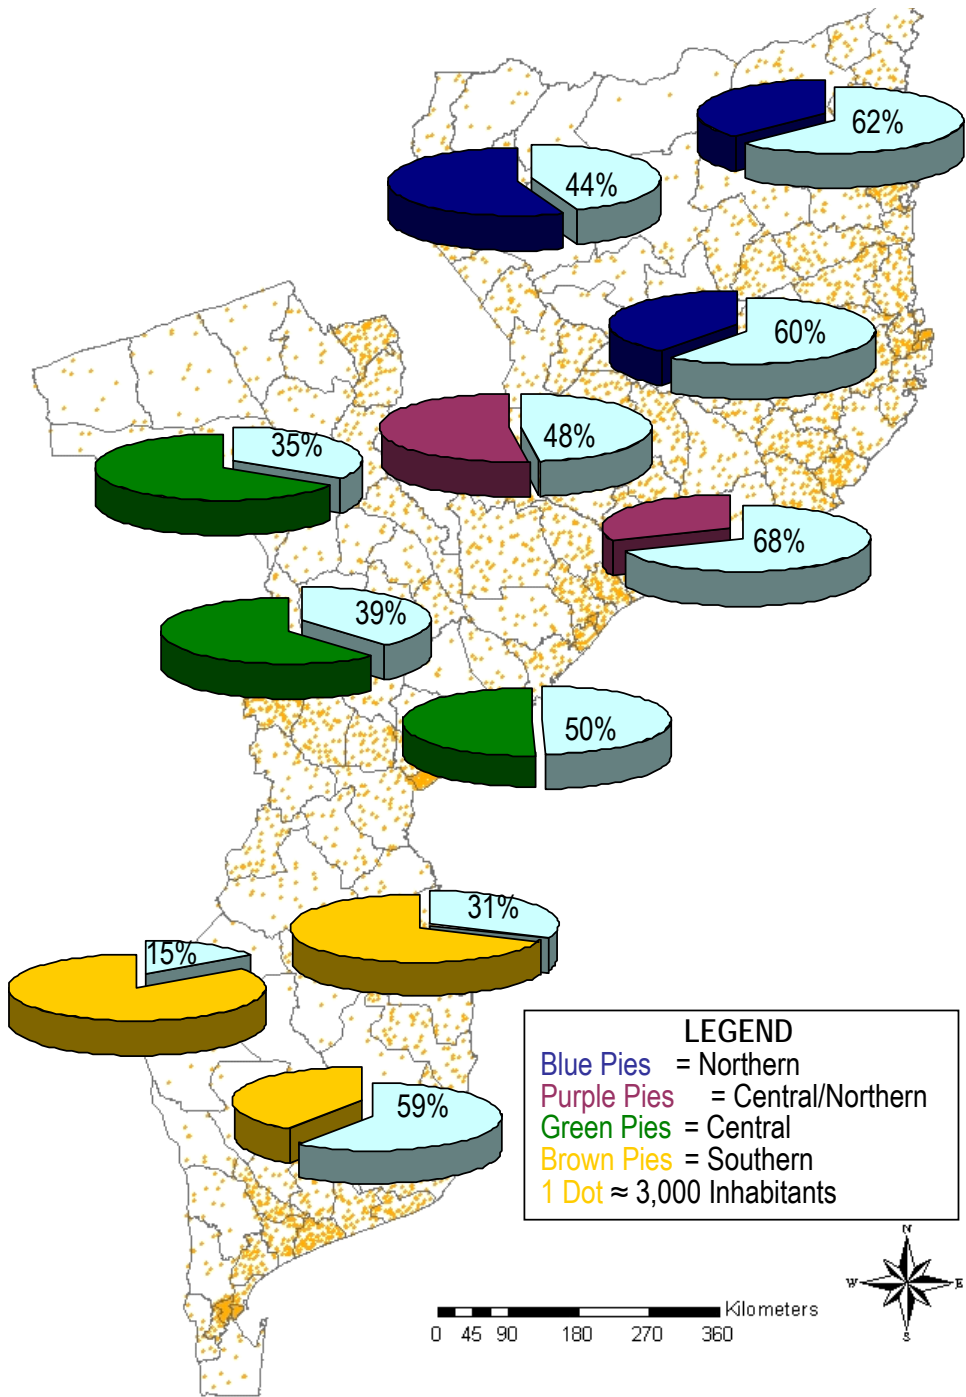 62%
44%
60%
35%
48%
68%
39%
50%
31%
15%
59%
LEGEND
Blue Pies = Northern
Purple Pies = Central/Northern
Green Pies = Central
Brown Pies = Southern
1 Dot ≈ 3,000 Inhabitants
N
W E
S
Kilometers
0 45 90 180 270 360